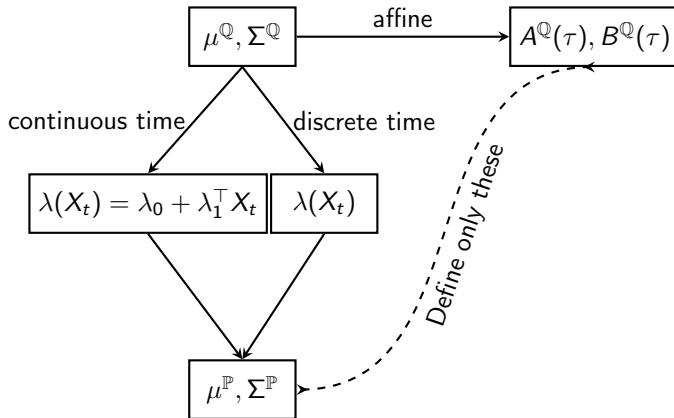 μ^ℚ, Σ^ℚ
affine
A^ℚ(τ), B^ℚ(τ)
continuous time
discrete time
λ(X_t) = λ_0 + λ_1^⊤ X_t
λ(X_t)
Define only these
μ^ℙ, Σ^ℙ